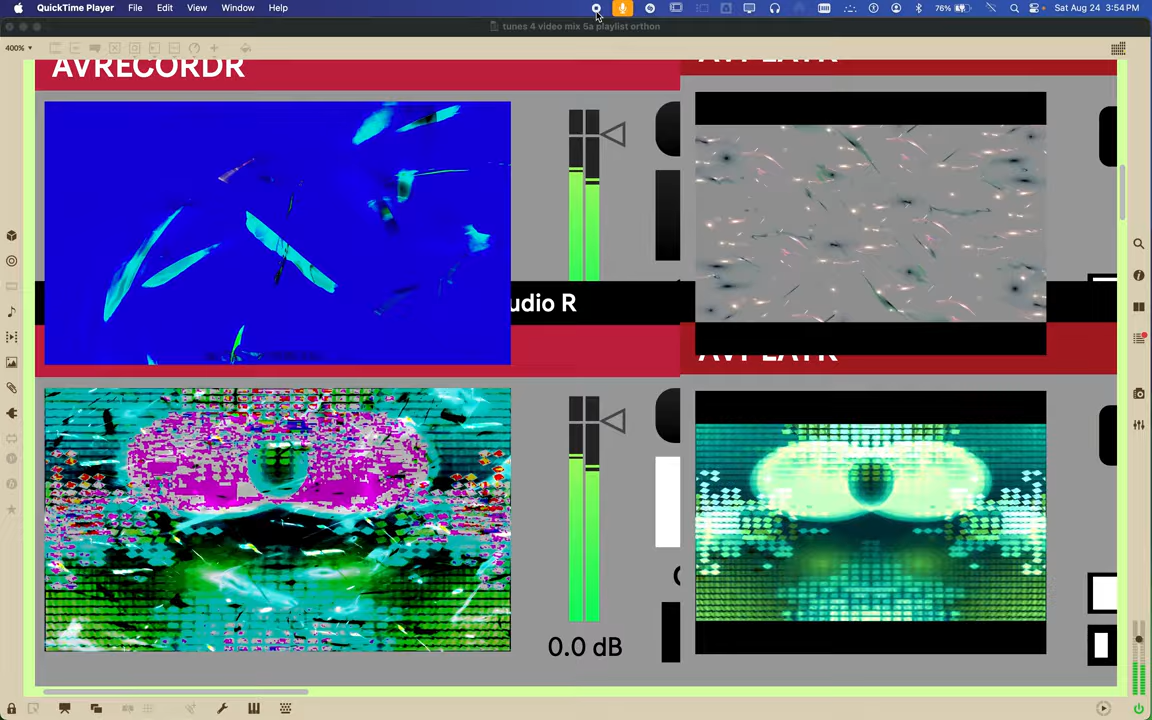 QuickTime Player File Edit View Window Help 76% Sat Aug 24 3:54 PM
tunes 4 video mix 5a playlist orthon
400%
AVRECORDR
udio R
0.0 dB